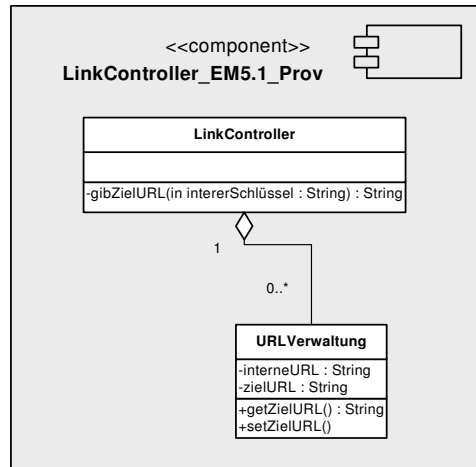 <<component>>
LinkController_EM5.1_Prov
LinkController
-gibZielURL(in intererSchlüssel : String) : String
1
0..*
URLVerwaltung
-interneURL : String
-zielURL : String
+getZielURL() : String
+setZielURL()